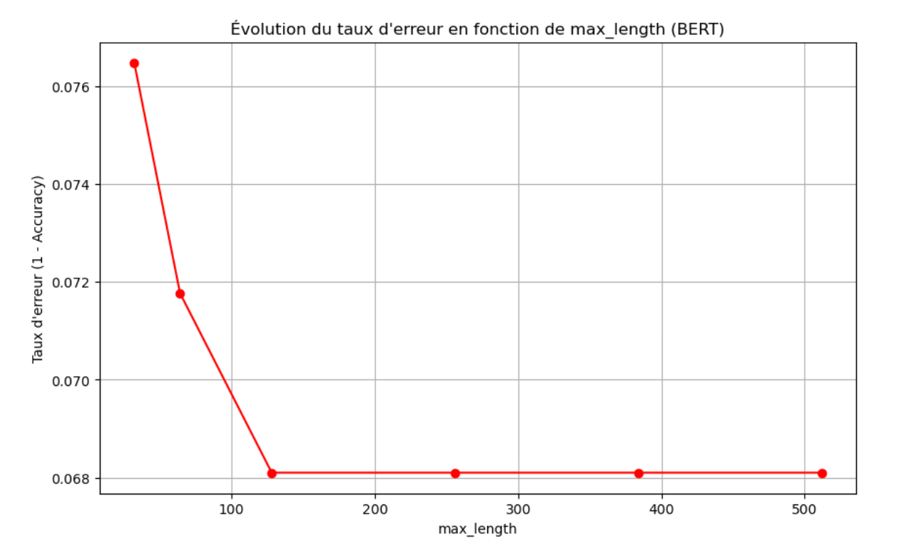 Évolution du taux d'erreur en fonction de max_length (BERT)
0.076
0.074
0.072
0.070
0.068
Taux d'erreur (1 - Accuracy)
100 200 300 400 500
max_length